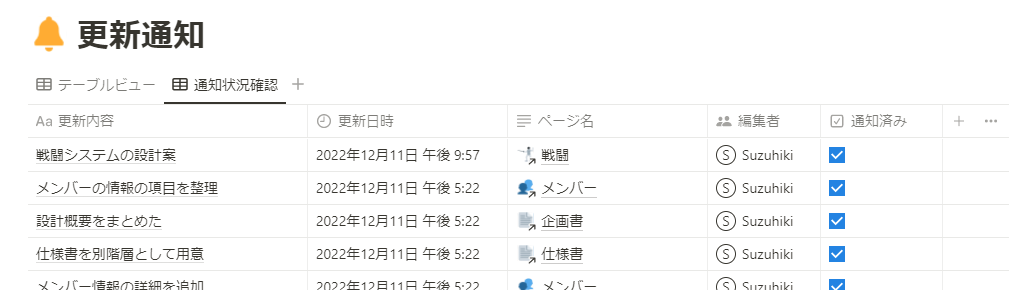 更新通知
テーブルビュー 通知状況確認
Aa 更新内容 更新日時 ページ名 編集者 通知済み
戦闘システムの設計案 2022年12月11日 午後 9:57 戦闘 S Suzuhiki
メンバーの情報の項目を整理 2022年12月11日 午後 5:22 メンバー S Suzuhiki
設計概要をまとめた 2022年12月11日 午後 5:22 企画書 S Suzuhiki
仕様書を別階層として用意 2022年12月11日 午後 5:22 仕様書 S Suzuhiki
メンバー情報の詳細を追加 2022年12月11日 午後 5:22 メンバー S Suzuhiki